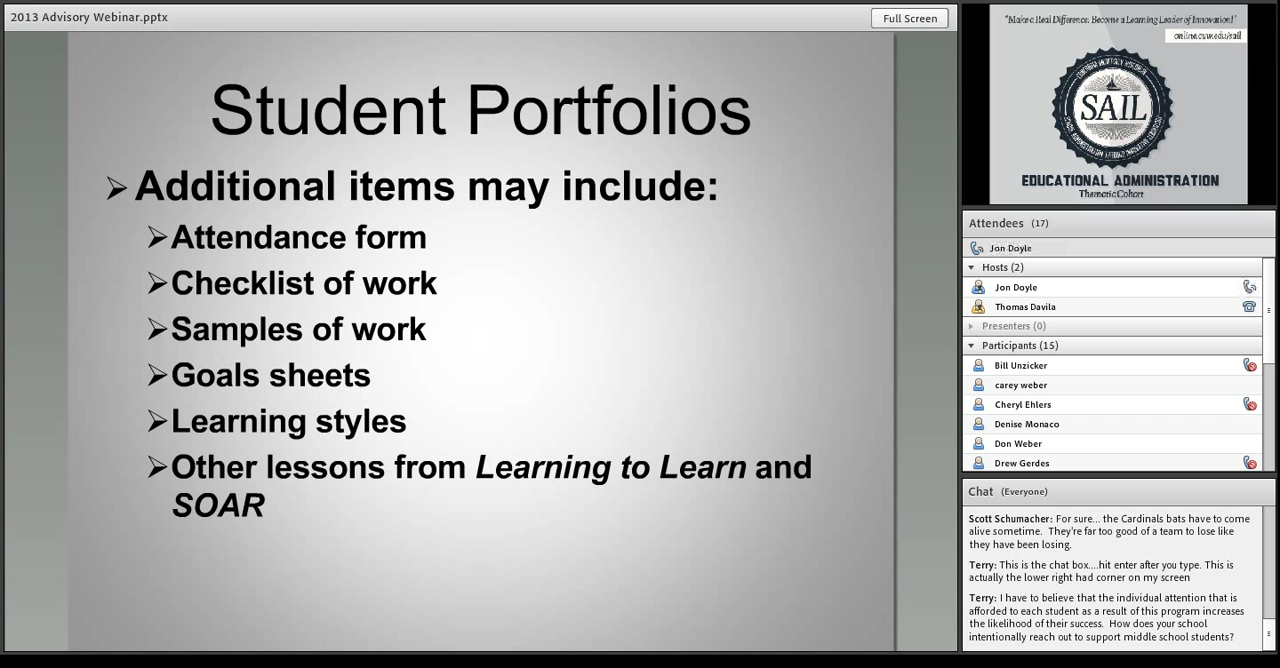 2013 Advisory Webinar.pptx
Full Screen
Student Portfolios
Additional items may include:
Attendance form
Checklist of work
Samples of work
Goals sheets
Learning styles
Other lessons from Learning to Learn and
SOAR
"Make a Real Difference: Become a Learning Leader of Innovation!"
online.cuw.edu/sail
SAIL
EDUCATIONAL ADMINISTRATION
Thematic Cohort
Attendees (17)
Jon Doyle
Hosts (2)
Jon Doyle
Thomas Davila
Presenters (0)
Participants (15)
Bill Unzicker
carey weber
Cheryl Ehlers
Denise Monaco
Don Weber
Drew Gerdes
Chat (Everyone)
Scott Schumacher: For sure... the Cardinals bats have to come
alive sometime. They're far too good of a team to lose like
they have been losing.
Terry: This is the chat box....hit enter after you type. This is
actually the lower right had corner on my screen
Terry: I have to believe that the individual attention that is
afforded to each student as a result of this program increases
the likelihood of their success. How does your school
intentionally reach out to support middle school students?